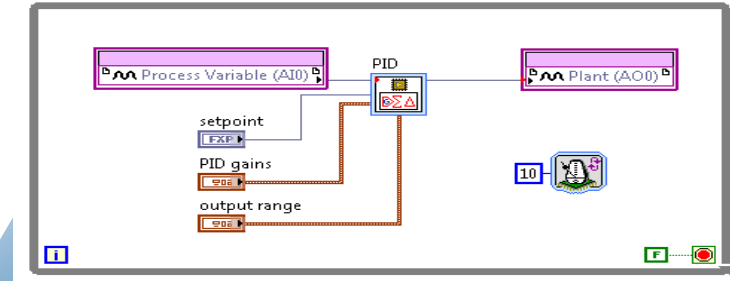 PID
Process Variable (AI0)
Plant (AO0)
setpoint
FXP
PID gains
output range
10
i
F